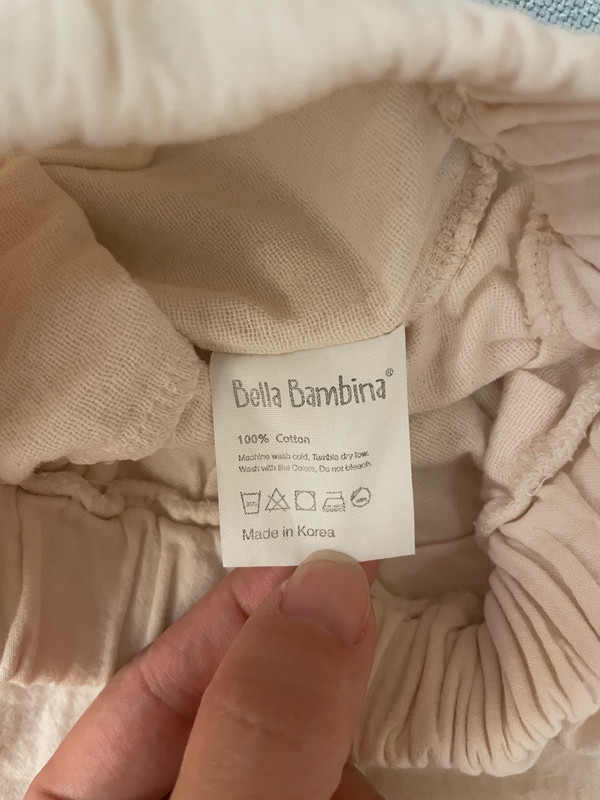 Bella Bambina®
100% Cotton
Machine wash cold, Tumble dry low.
Wash with like Colors, Do not bleach.
Made in Korea